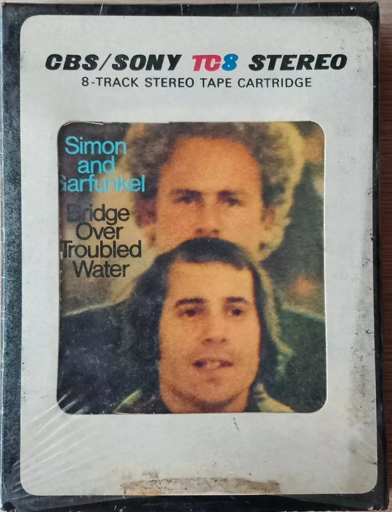 CBS/SONY TC8 STEREO
8-TRACK STEREO TAPE CARTRIDGE
Simon
and
Garfunkel
Bridge
Over
Troubled
Water